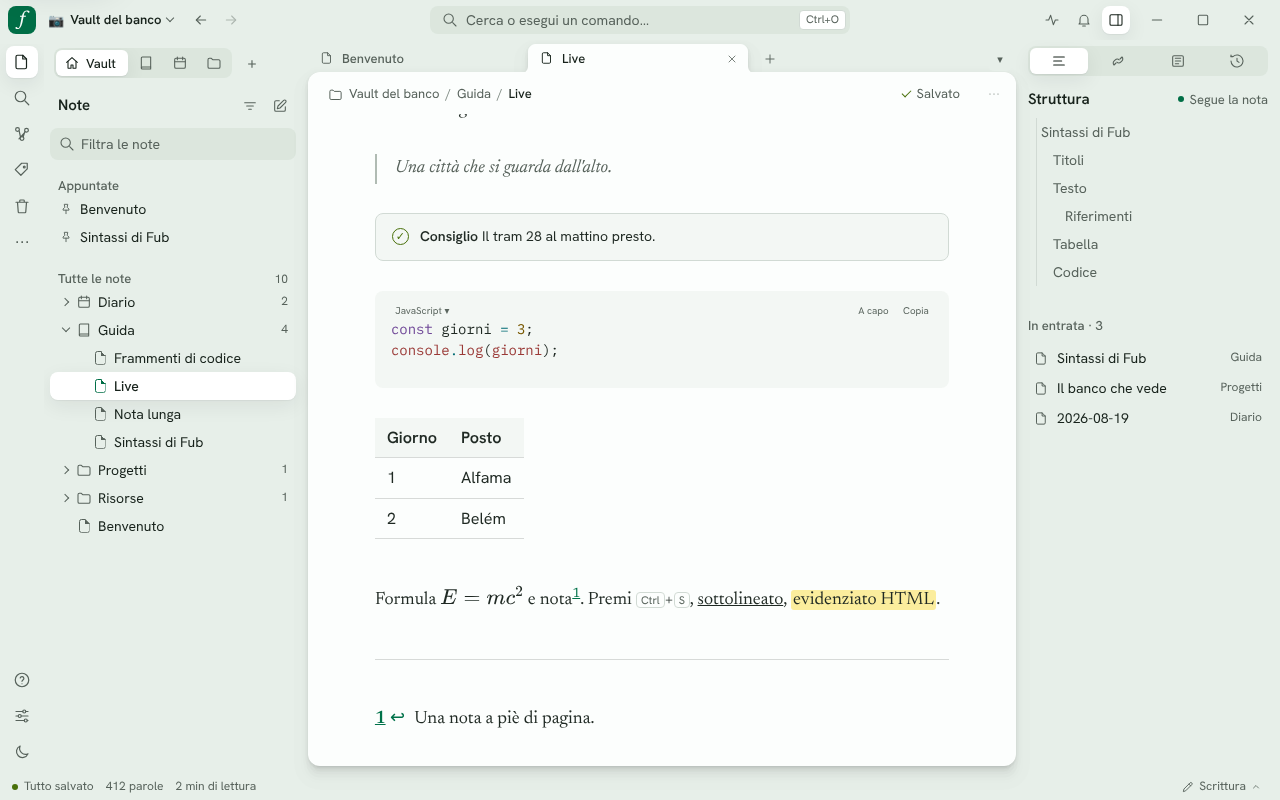 f Vault del banco
Cerca o esegui un comando...
Ctrl+O
Vault
Benvenuto
Live
Note
Filtra le note
Appuntate
Benvenuto
Sintassi di Fub
Tutte le note 10
Diario 2
Guida 4
Frammenti di codice
Live
Nota lunga
Sintassi di Fub
Progetti 1
Risorse 1
Benvenuto
Vault del banco / Guida / Live
Salvato
Una città che si guarda dall'alto.
Consiglio Il tram 28 al mattino presto.
JavaScript ▾ A capo Copia
const giorni = 3;
console.log(giorni);
Giorno Posto
1 Alfama
2 Belém
Formula E = mc² e nota1. Premi Ctrl+S, sottolineato, evidenziato HTML.
1 ↩ Una nota a piè di pagina.
Struttura Segue la nota
Sintassi di Fub
Titoli
Testo
Riferimenti
Tabella
Codice
In entrata · 3
Sintassi di Fub Guida
Il banco che vede Progetti
2026-08-19 Diario
Tutto salvato 412 parole 2 min di lettura
Scrittura